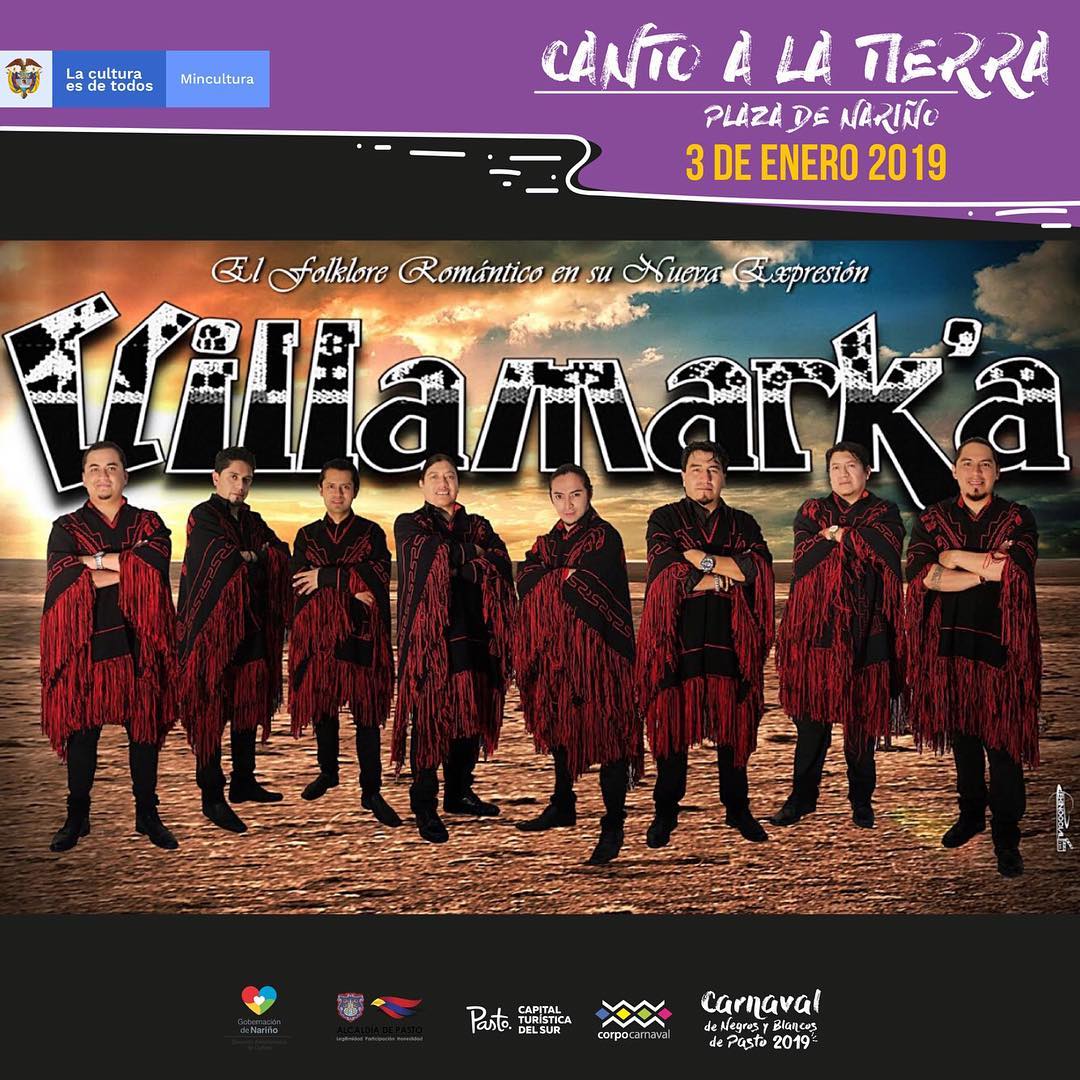 La cultura
es de todos
Mincultura
CANTO A LA TIERRA
PLAZA DE NARIÑO
3 DE ENERO 2019
El Folklore Romántico en su Nueva Expresión
Villamark'a
Gobernación
de Nariño
ALCALDÍA DE PASTO
Legitimidad Participación Honestidad
Pasto. CAPITAL
TURÍSTICA
DEL SUR
corpocarnaval
Carnaval
de Negros y Blancos
de Pasto 2019